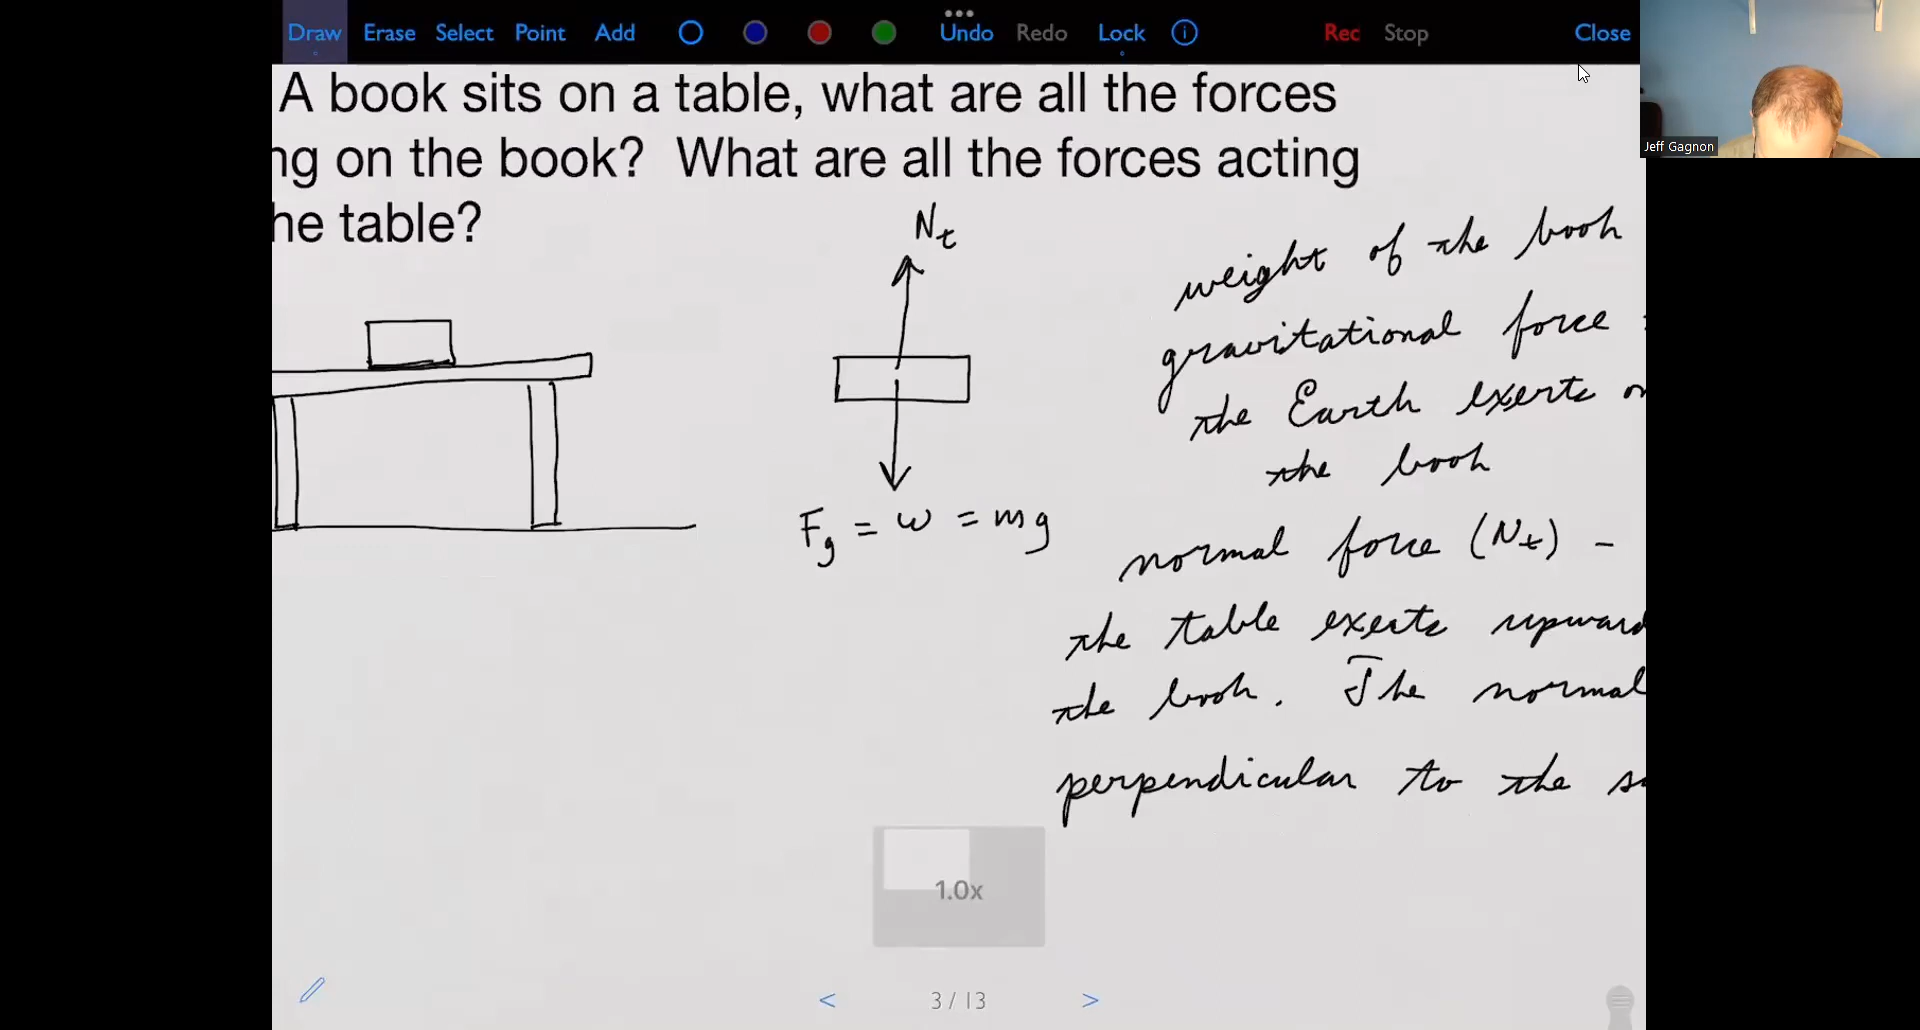 Draw Erase Select Point Add Undo Redo Lock Rec Stop Close
Jeff Gagnon
A book sits on a table, what are all the forces
ng on the book? What are all the forces acting
he table?
Nt
weight of the book
gravitational force
the Earth exerts on
the book
Fg = w = mg
normal force (Nt) -
the table exerts upward
the book. The normal
perpendicular to the
1.0x
< 3 / 13 >